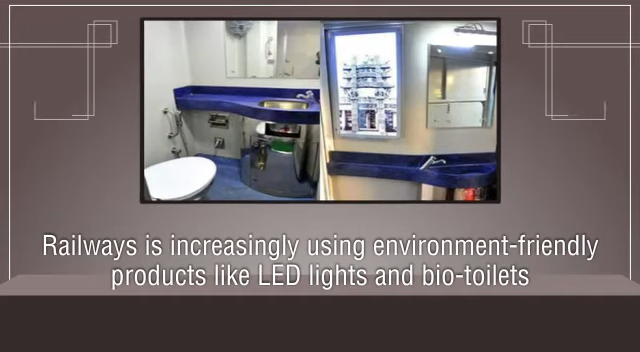 Railways is increasingly using environment-friendly
products like LED lights and bio-toilets